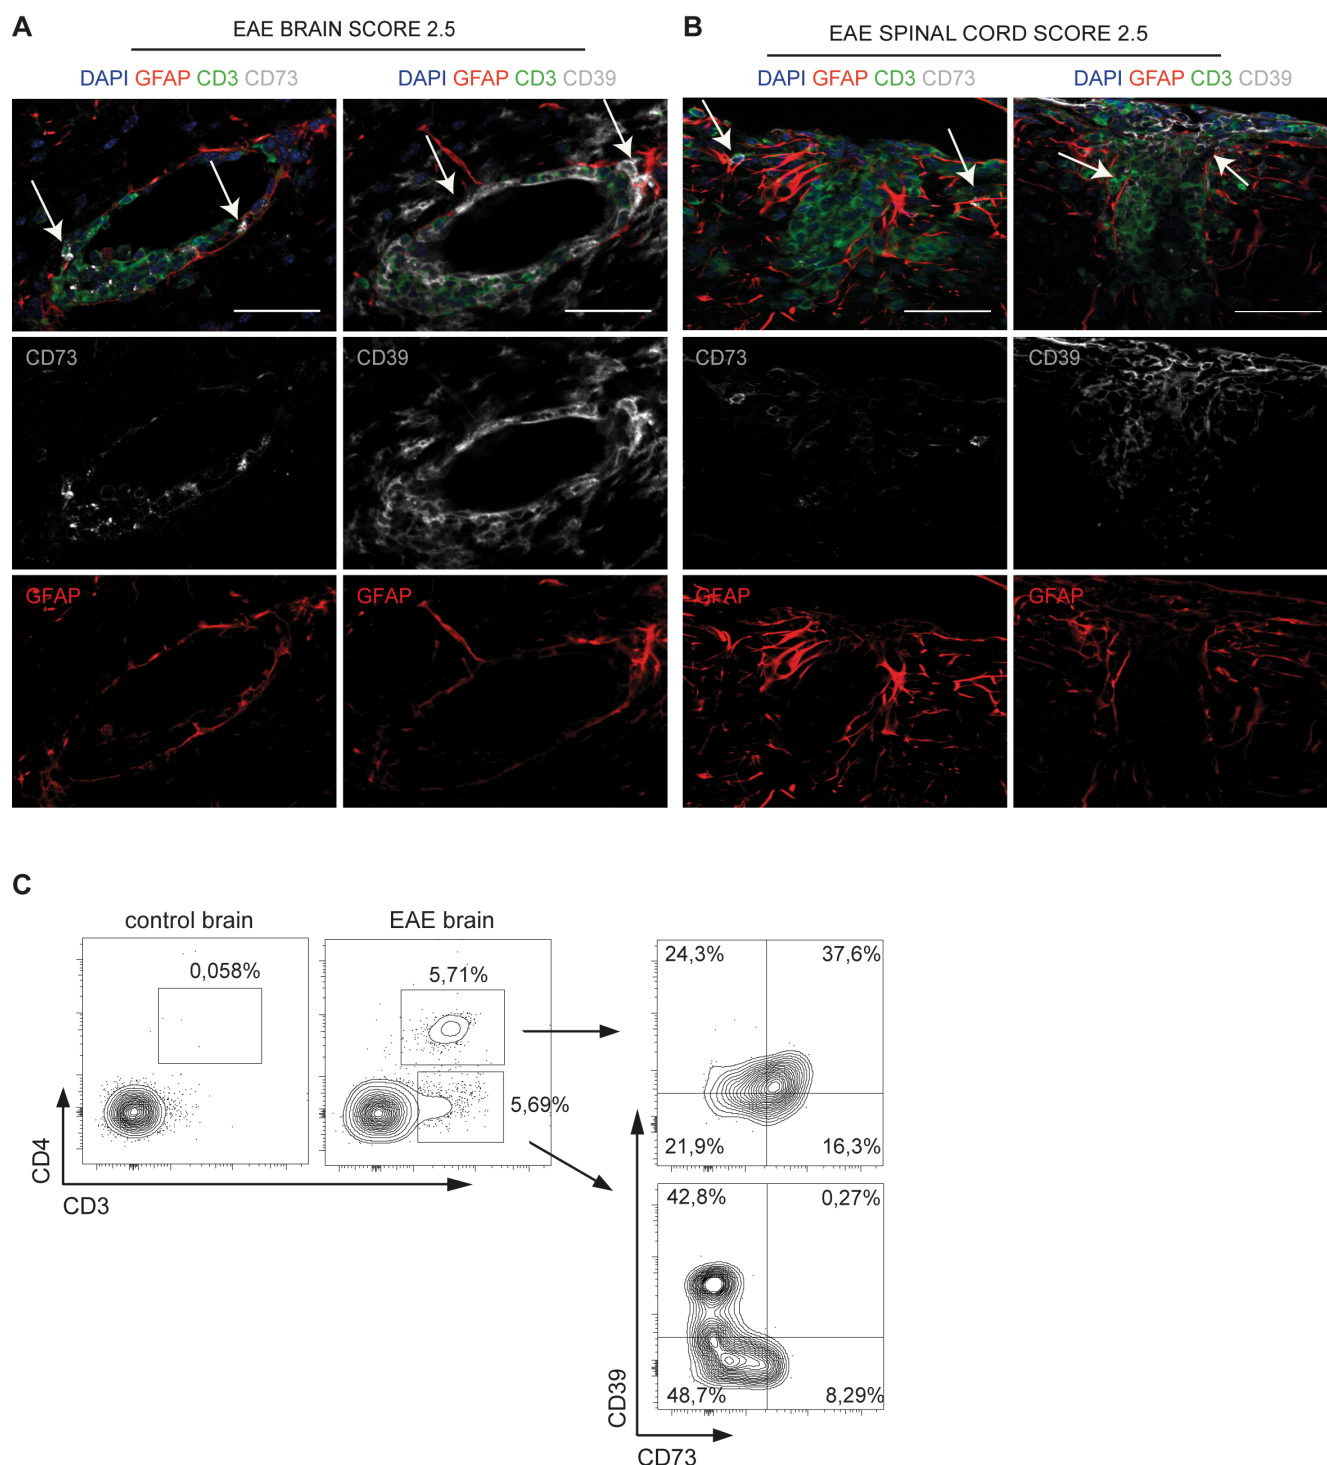 A
EAE BRAIN SCORE 2.5
DAPI GFAP CD3 CD73
DAPI GFAP CD3 CD39
CD73
CD39
GFAP
GFAP
B
EAE SPINAL CORD SCORE 2.5
DAPI GFAP CD3 CD73
DAPI GFAP CD3 CD39
CD73
CD39
GFAP
GFAP
C
control brain
EAE brain
0,058%
5,71%
5,69%
CD4
CD3
24,3%
37,6%
21,9%
16,3%
42,8%
0,27%
48,7%
8,29%
CD39
CD73